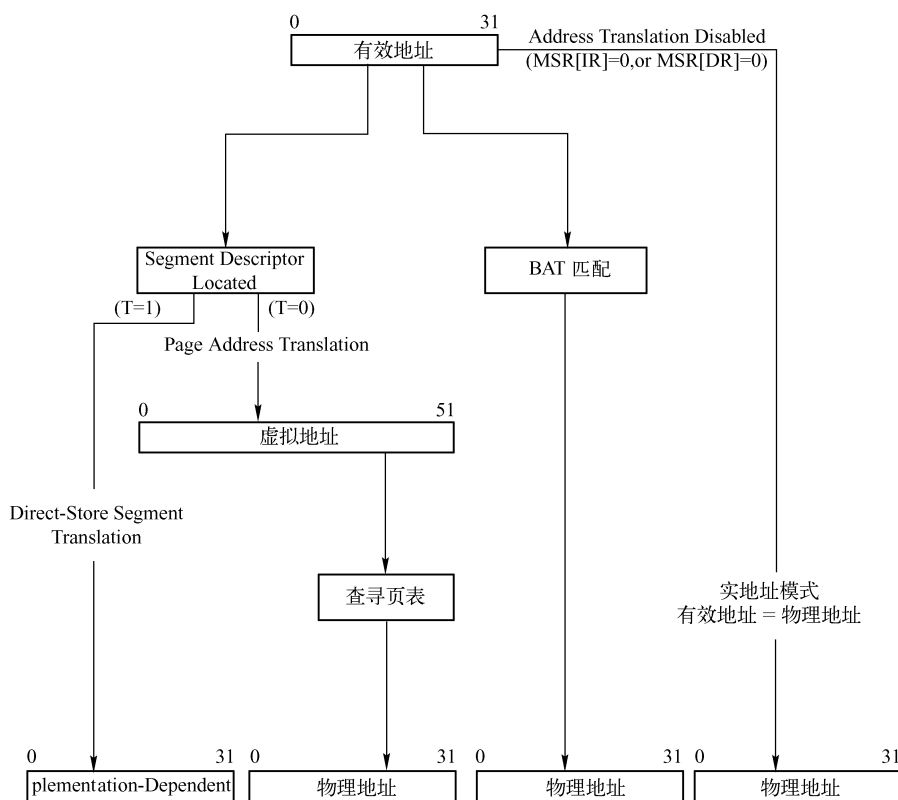 0 31
有效地址
Address Translation Disabled
(MSR[IR]=0,or MSR[DR]=0)
Segment Descriptor
Located
BAT 匹配
(T=1) (T=0)
Page Address Translation
0 51
虚拟地址
Direct-Store Segment
Translation
查寻页表
实地址模式
有效地址 = 物理地址
0 31
plementation-Dependent
0 31
物理地址
0 31
物理地址
0 31
物理地址